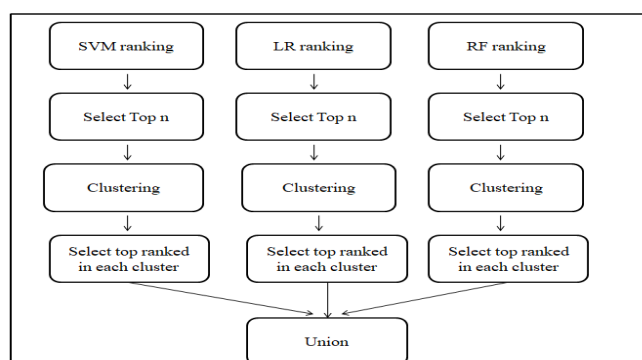 SVM ranking
LR ranking
RF ranking
Select Top n
Select Top n
Select Top n
Clustering
Clustering
Clustering
Select top ranked
in each cluster
Select top ranked
in each cluster
Select top ranked
in each cluster
Union